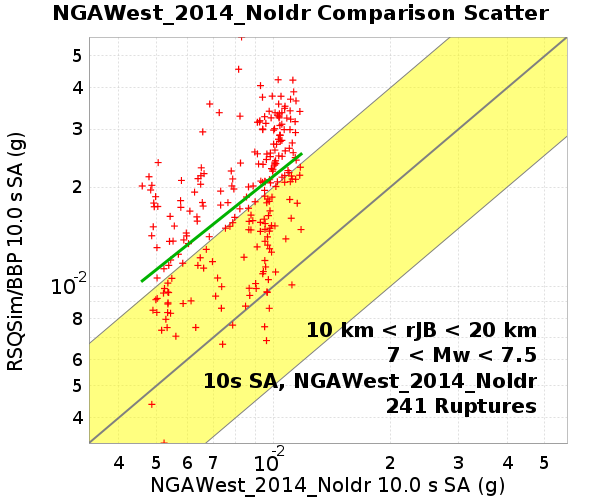 NGAWest_2014_NoIdr Comparison Scatter
RSQSim/BBP 10.0 s SA (g)
5
4
3
2
10-2
8
7
6
5
4
10 km < rJB < 20 km
7 < Mw < 7.5
10s SA, NGAWest_2014_NoIdr
241 Ruptures
4 5 6 7 10-2 2 3 4 5
NGAWest_2014_NoIdr 10.0 s SA (g)